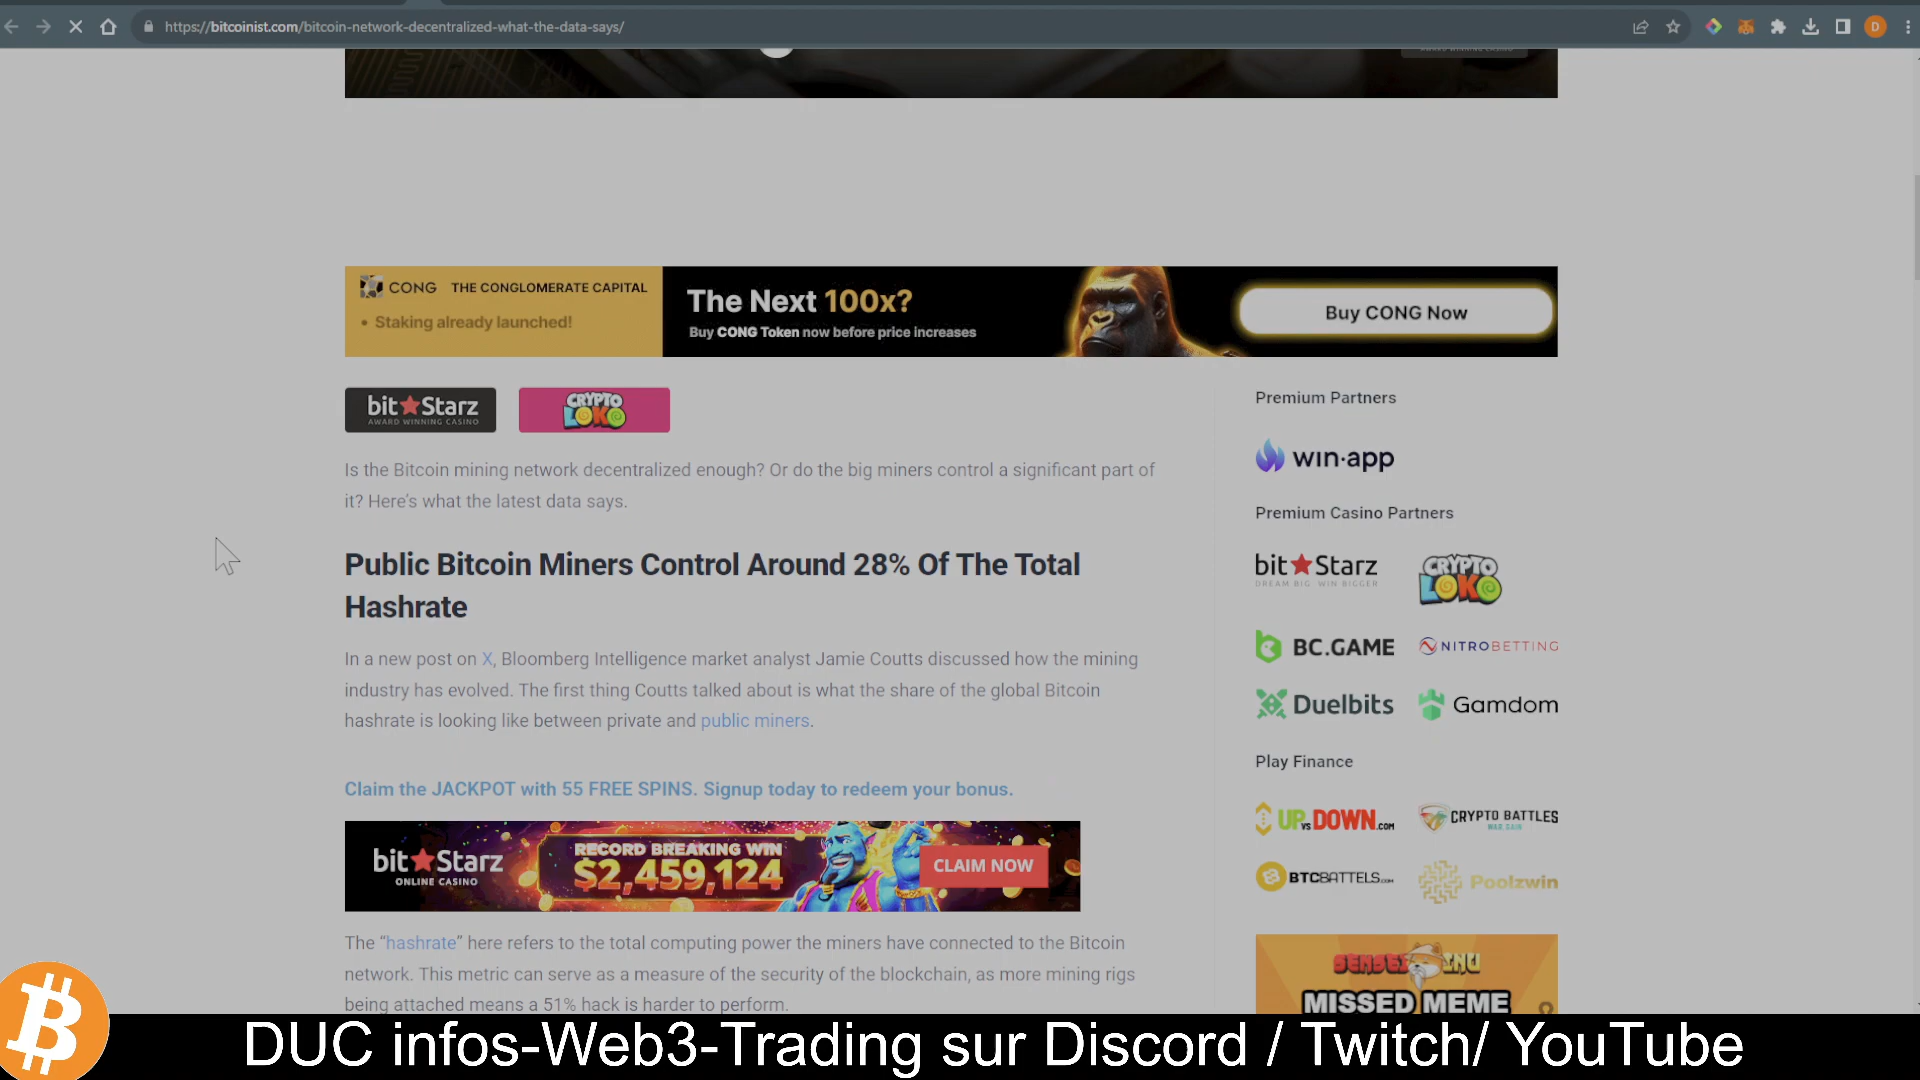 https://bitcoinist.com/bitcoin-network-decentralized-what-the-data-says/
D
CONG THE CONGLOMERATE CAPITAL
• Staking already launched!
The Next 100x?
Buy CONG Token now before price increases
Buy CONG Now
bit Starz
AWARD WINNING CASINO
CRYPTO
LOKO
Is the Bitcoin mining network decentralized enough? Or do the big miners control a significant part of
it? Here's what the latest data says.
Public Bitcoin Miners Control Around 28% Of The Total
Hashrate
In a new post on X, Bloomberg Intelligence market analyst Jamie Coutts discussed how the mining
industry has evolved. The first thing Coutts talked about is what the share of the global Bitcoin
hashrate is looking like between private and public miners.
Claim the JACKPOT with 55 FREE SPINS. Signup today to redeem your bonus.
bit Starz
ONLINE CASINO
RECORD BREAKING WIN
$2,459,124
CLAIM NOW
The “hashrate” here refers to the total computing power the miners have connected to the Bitcoin
network. This metric can serve as a measure of the security of the blockchain, as more mining rigs
being attached means a 51% hack is harder to perform.
Premium Partners
win·app
Premium Casino Partners
bit Starz
DREAM BIG WIN BIGGER
CRYPTO
LOKO
BC.GAME
NITROBETTING
Duelbits
Gamdom
Play Finance
UP VS DOWN.COM
CRYPTO BATTLES
WAR GAIN
BTCBATTELS.COM
Poolzwin
SENSEI INU
MISSED MEME
DUC infos-Web3-Trading sur Discord / Twitch/ YouTube